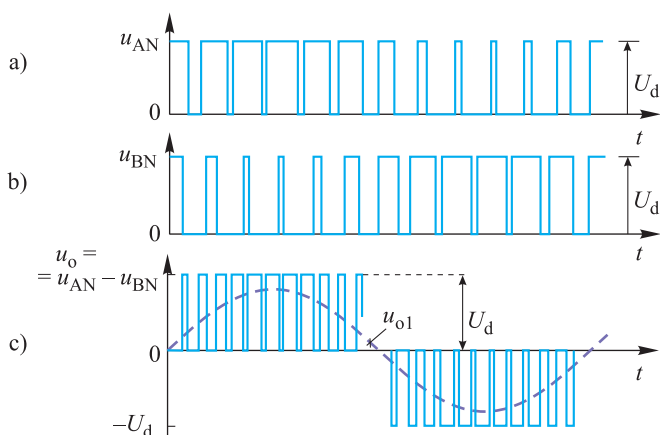 a)
u_AN
0
U_d
t
b)
u_BN
0
U_d
t
c)
u_o =
= u_AN – u_BN
u_o1
U_d
0
t
–U_d